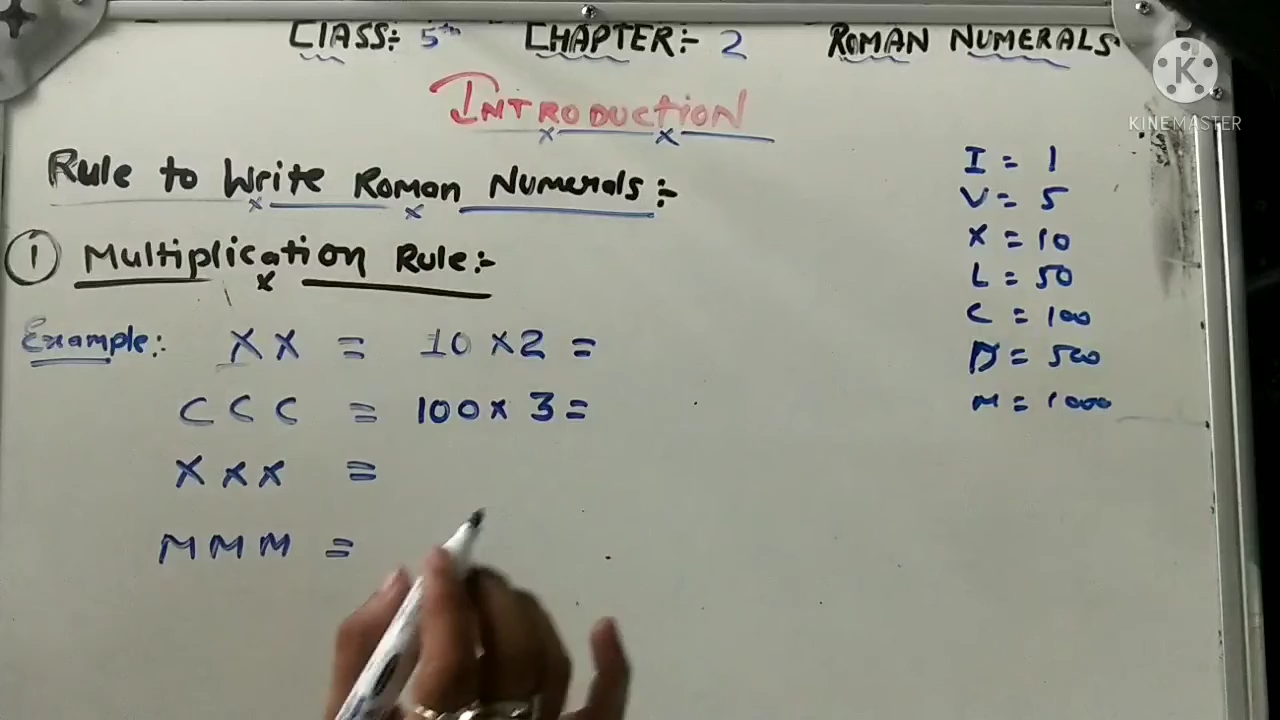 CLASS:- 5th CHAPTER:- 2 ROMAN NUMERALS
K
KINEMASTER
INTRODUCTION
Rule to Write Roman Numerals:-
① Multiplication Rule:-
Example:- XX = 10 × 2 =
CCC = 100 × 3 =
XXX =
MMM =
I = 1
V = 5
X = 10
L = 50
C = 100
D = 500
M = 1000